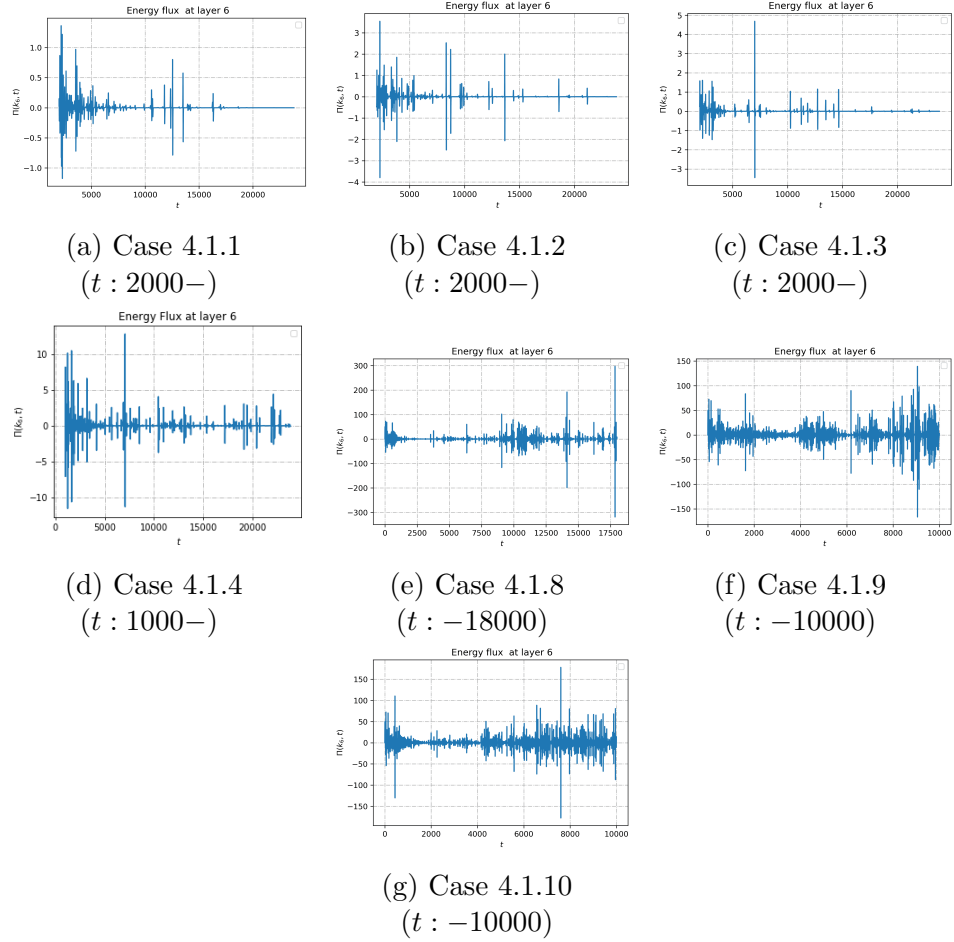 Energy flux  at layer 6
Π(k₆, t)
1.0
0.5
0.0
−0.5
−1.0
5000 10000 15000 20000
t
(a) Case 4.1.1
(t : 2000−)
Energy flux  at layer 6
Π(k₆, t)
3
2
1
0
−1
−2
−3
−4
5000 10000 15000 20000
t
(b) Case 4.1.2
(t : 2000−)
Energy flux  at layer 6
Π(k₆, t)
5
4
3
2
1
0
−1
−2
−3
5000 10000 15000 20000
t
(c) Case 4.1.3
(t : 2000−)
Energy Flux at layer 6
Π(k₆, t)
10
5
0
−5
−10
0 5000 10000 15000 20000
t
(d) Case 4.1.4
(t : 1000−)
Energy flux  at layer 6
Π(k₆, t)
300
200
100
0
−100
−200
−300
0 2500 5000 7500 10000 12500 15000 17500
t
(e) Case 4.1.8
(t : −18000)
Energy flux  at layer 6
Π(k₆, t)
150
100
50
0
−50
−100
−150
0 2000 4000 6000 8000 10000
t
(f) Case 4.1.9
(t : −10000)
Energy flux  at layer 6
Π(k₆, t)
150
100
50
0
−50
−100
−150
0 2000 4000 6000 8000 10000
t
(g) Case 4.1.10
(t : −10000)